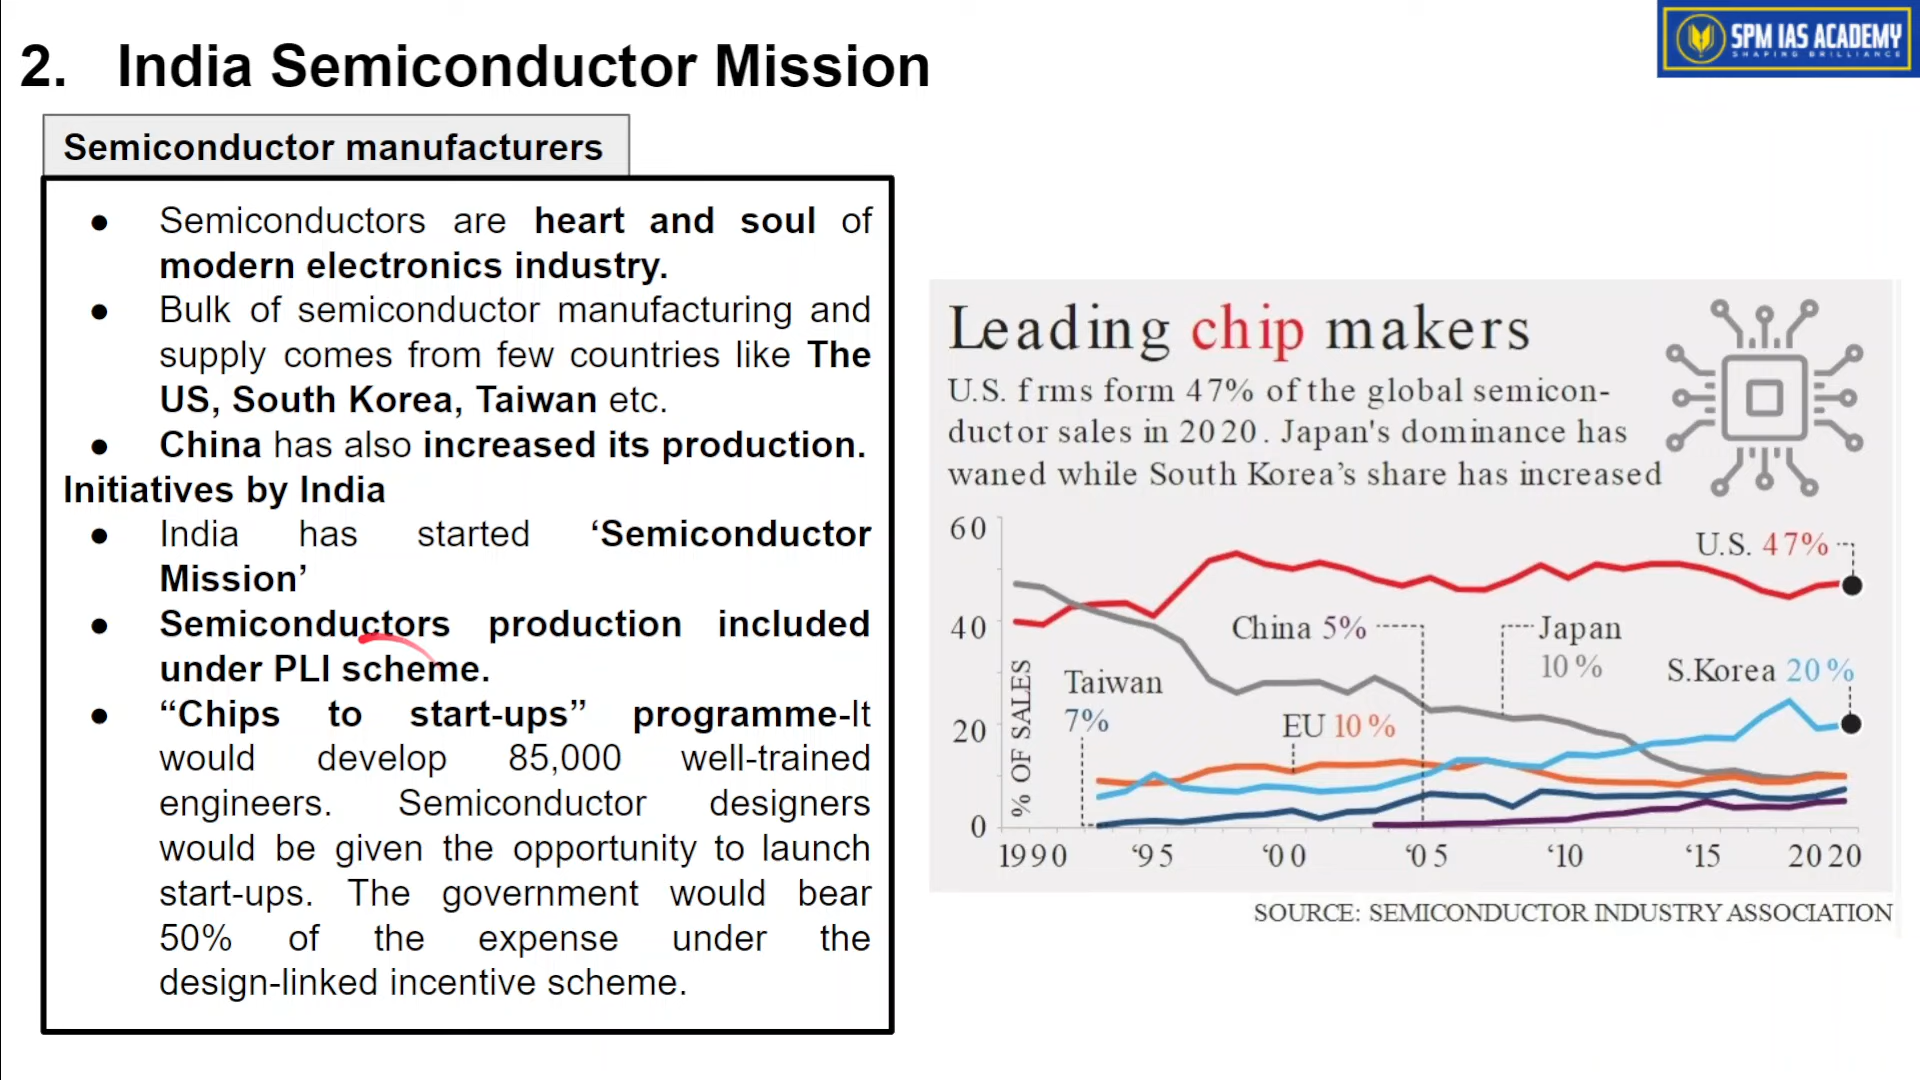 2. India Semiconductor Mission
SPM IAS ACADEMY
SHAPING BRILLIANCE
Semiconductor manufacturers
● Semiconductors are heart and soul of
modern electronics industry.
● Bulk of semiconductor manufacturing and
supply comes from few countries like The
US, South Korea, Taiwan etc.
● China has also increased its production.
Initiatives by India
● India has started ‘Semiconductor
Mission’
● Semiconductors production included
under PLI scheme.
● “Chips to start-ups” programme-It
would develop 85,000 well-trained
engineers. Semiconductor designers
would be given the opportunity to launch
start-ups. The government would bear
50% of the expense under the
design-linked incentive scheme.
Leading chip makers
U.S. f rms form 47% of the global semicon-
ductor sales in 2020. Japan's dominance has
waned while South Korea’s share has increased
60
40
20
0
% OF SALES
U.S. 47%
China 5%
Japan
10%
S.Korea 20%
Taiwan
7%
EU 10%
1990 ‘95 ‘00 ‘05 ‘10 ‘15 2020
SOURCE: SEMICONDUCTOR INDUSTRY ASSOCIATION